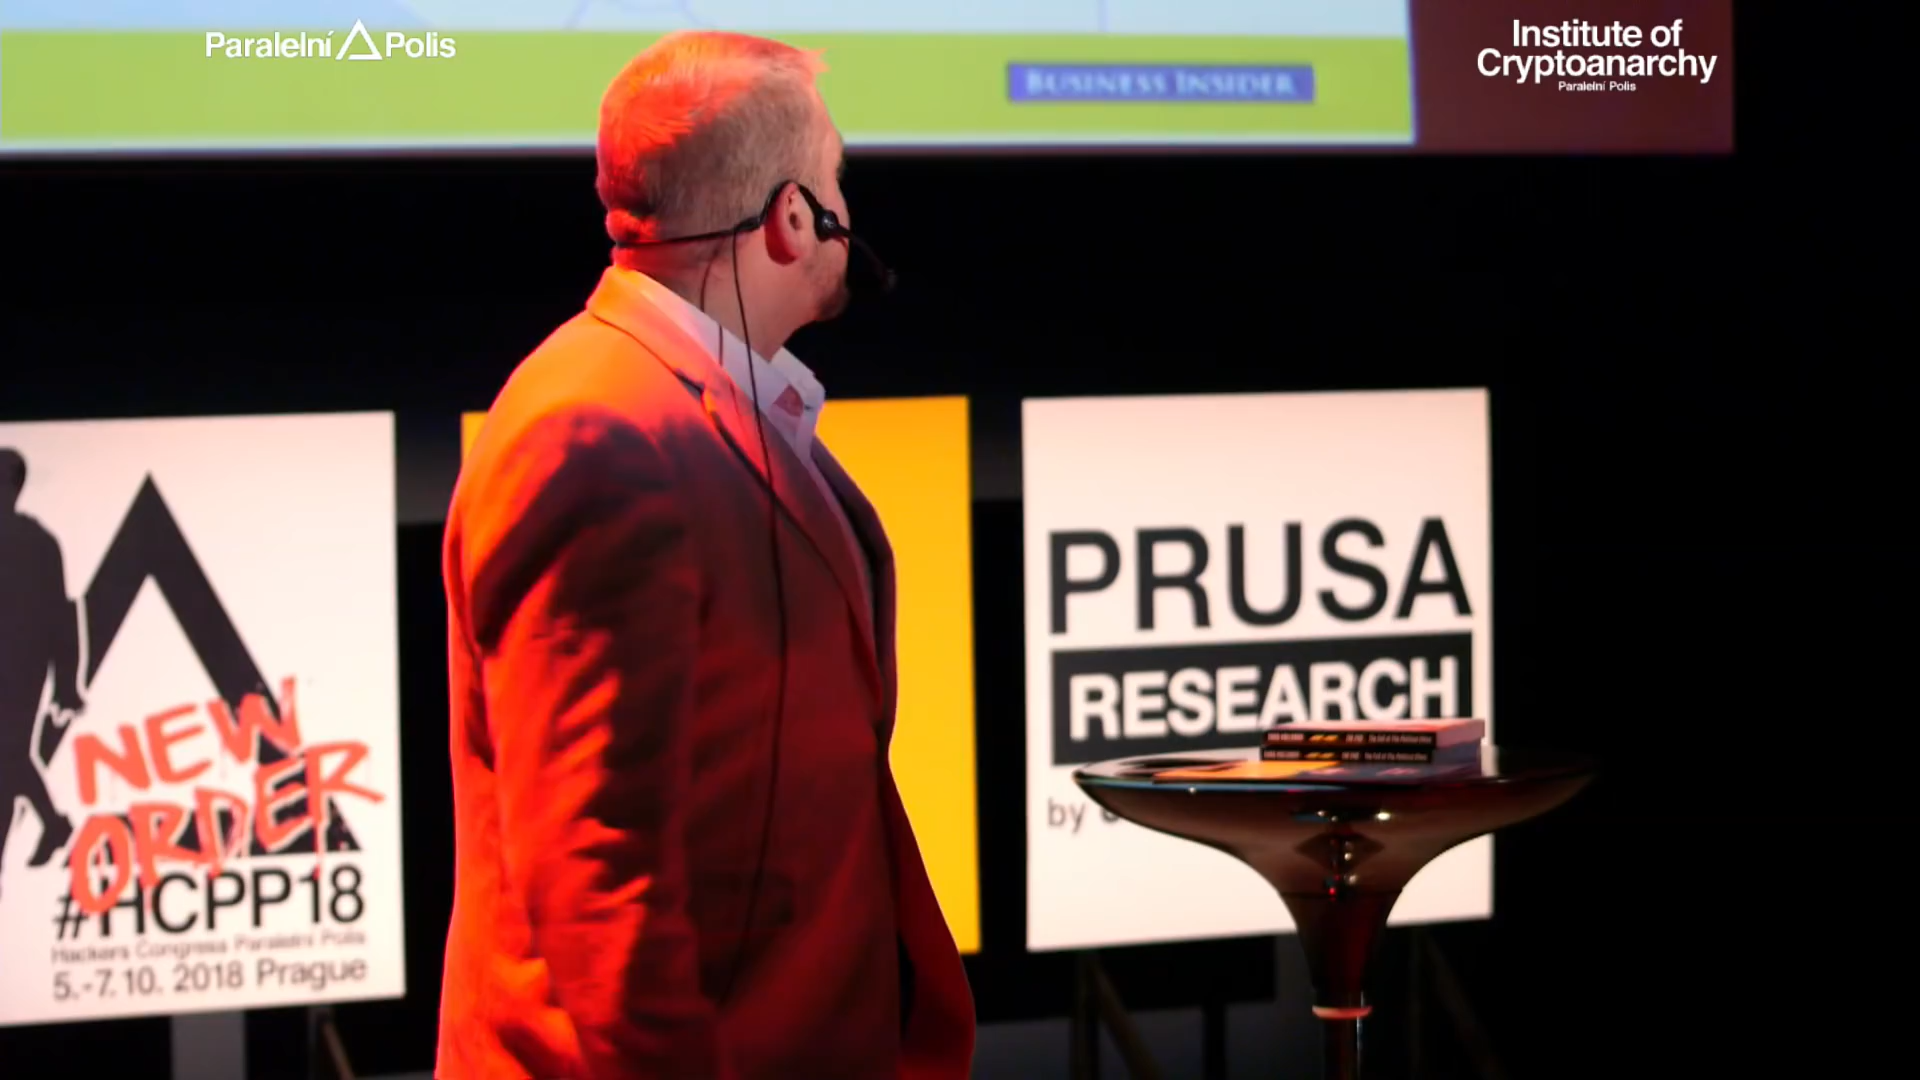 Paralelní Polis
Institute of
Cryptoanarchy
Paralelní Polis
BUSINESS INSIDER
NEW
ORDER
#HCPP18
Hackers Congress Paralelní Polis
5.-7.10. 2018 Prague
PRUSA
RESEARCH
by